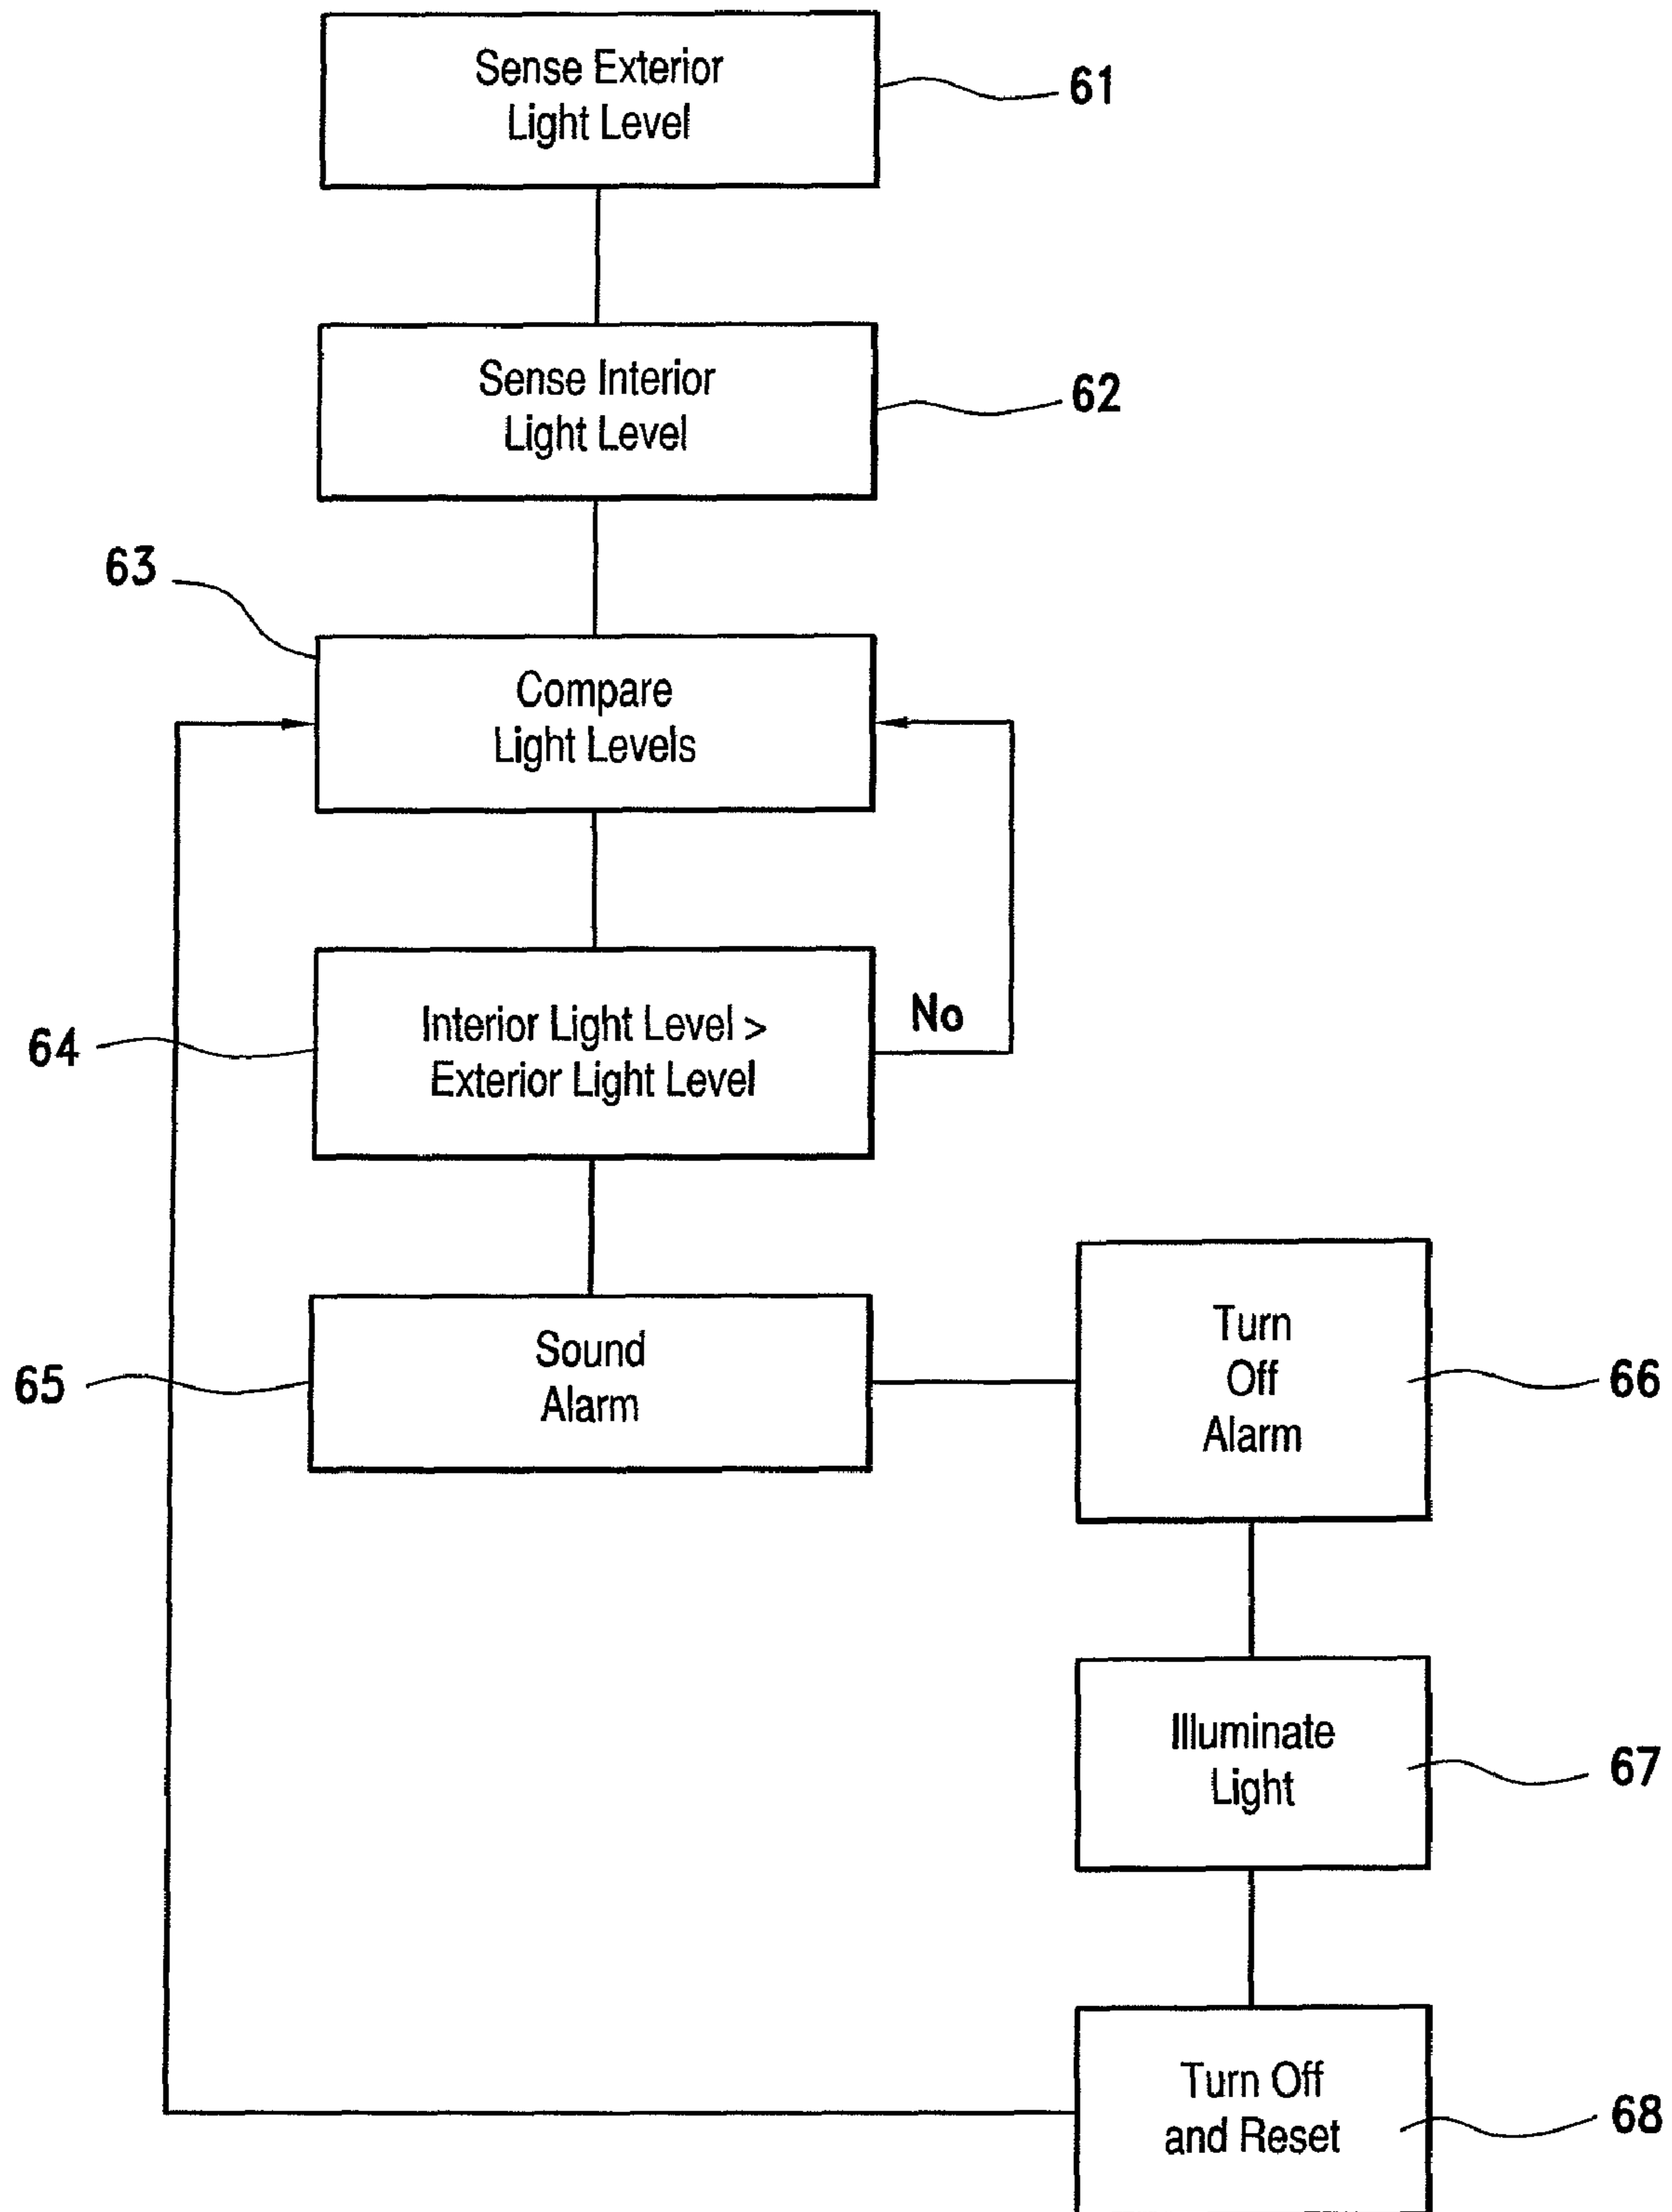 Sense Exterior
Light Level
61
Sense Interior
Light Level
62
63
Compare
Light Levels
64
Interior Light Level >
Exterior Light Level
No
65
Sound
Alarm
Turn
Off
Alarm
66
Illuminate
Light
67
Turn Off
and Reset
68